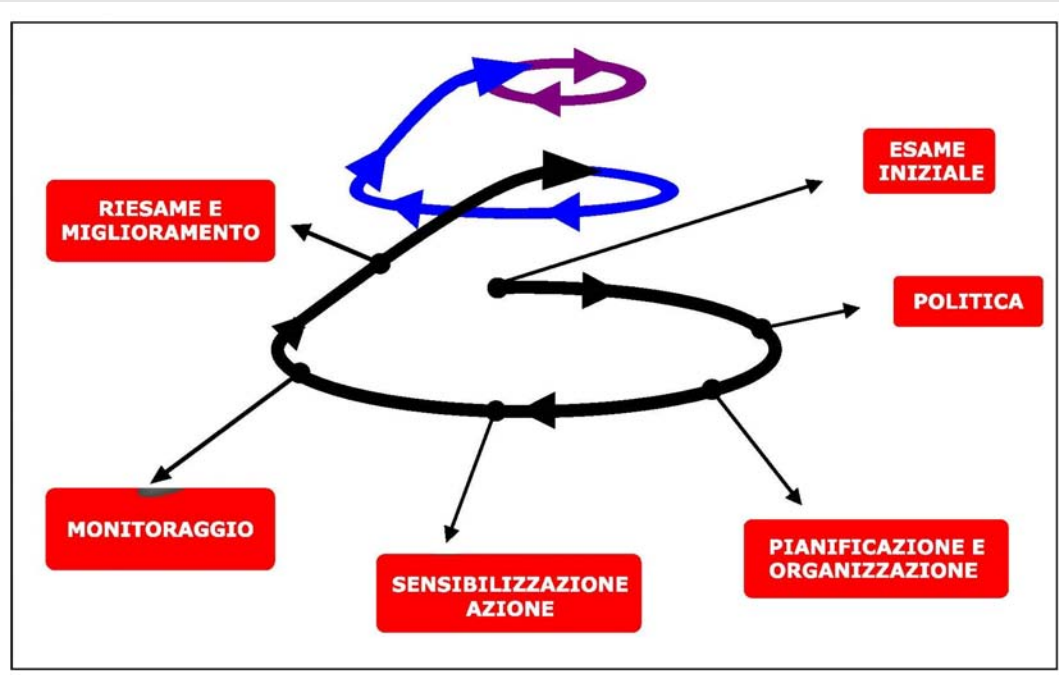 ESAME
INIZIALE
RIESAME E
MIGLIORAMENTO
POLITICA
MONITORAGGIO
PIANIFICAZIONE E
ORGANIZZAZIONE
SENSIBILIZZAZIONE
AZIONE